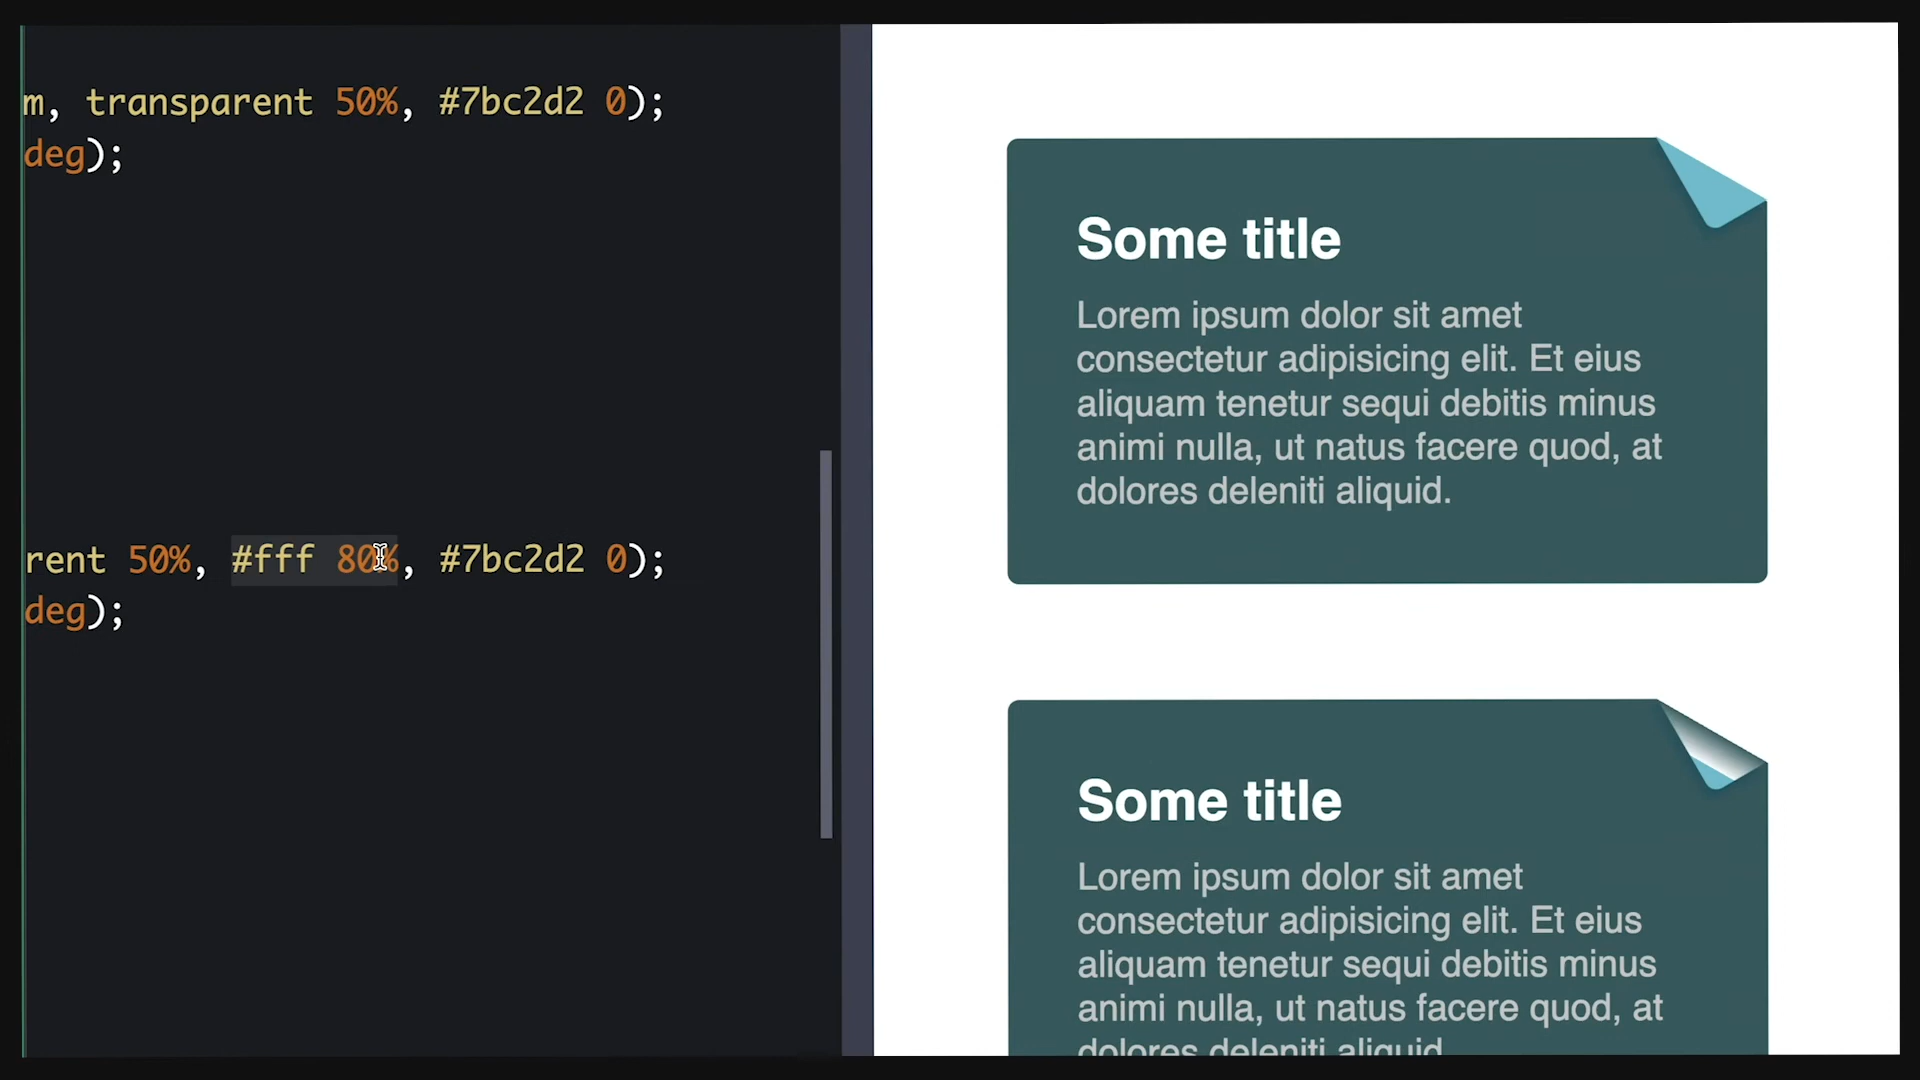 m, transparent 50%, #7bc2d2 0);
deg);
rent 50%, #fff 80%, #7bc2d2 0);
deg);
Some title
Lorem ipsum dolor sit amet
consectetur adipisicing elit. Et eius
aliquam tenetur sequi debitis minus
animi nulla, ut natus facere quod, at
dolores deleniti aliquid.
Some title
Lorem ipsum dolor sit amet
consectetur adipisicing elit. Et eius
aliquam tenetur sequi debitis minus
animi nulla, ut natus facere quod, at
dolores deleniti aliquid.